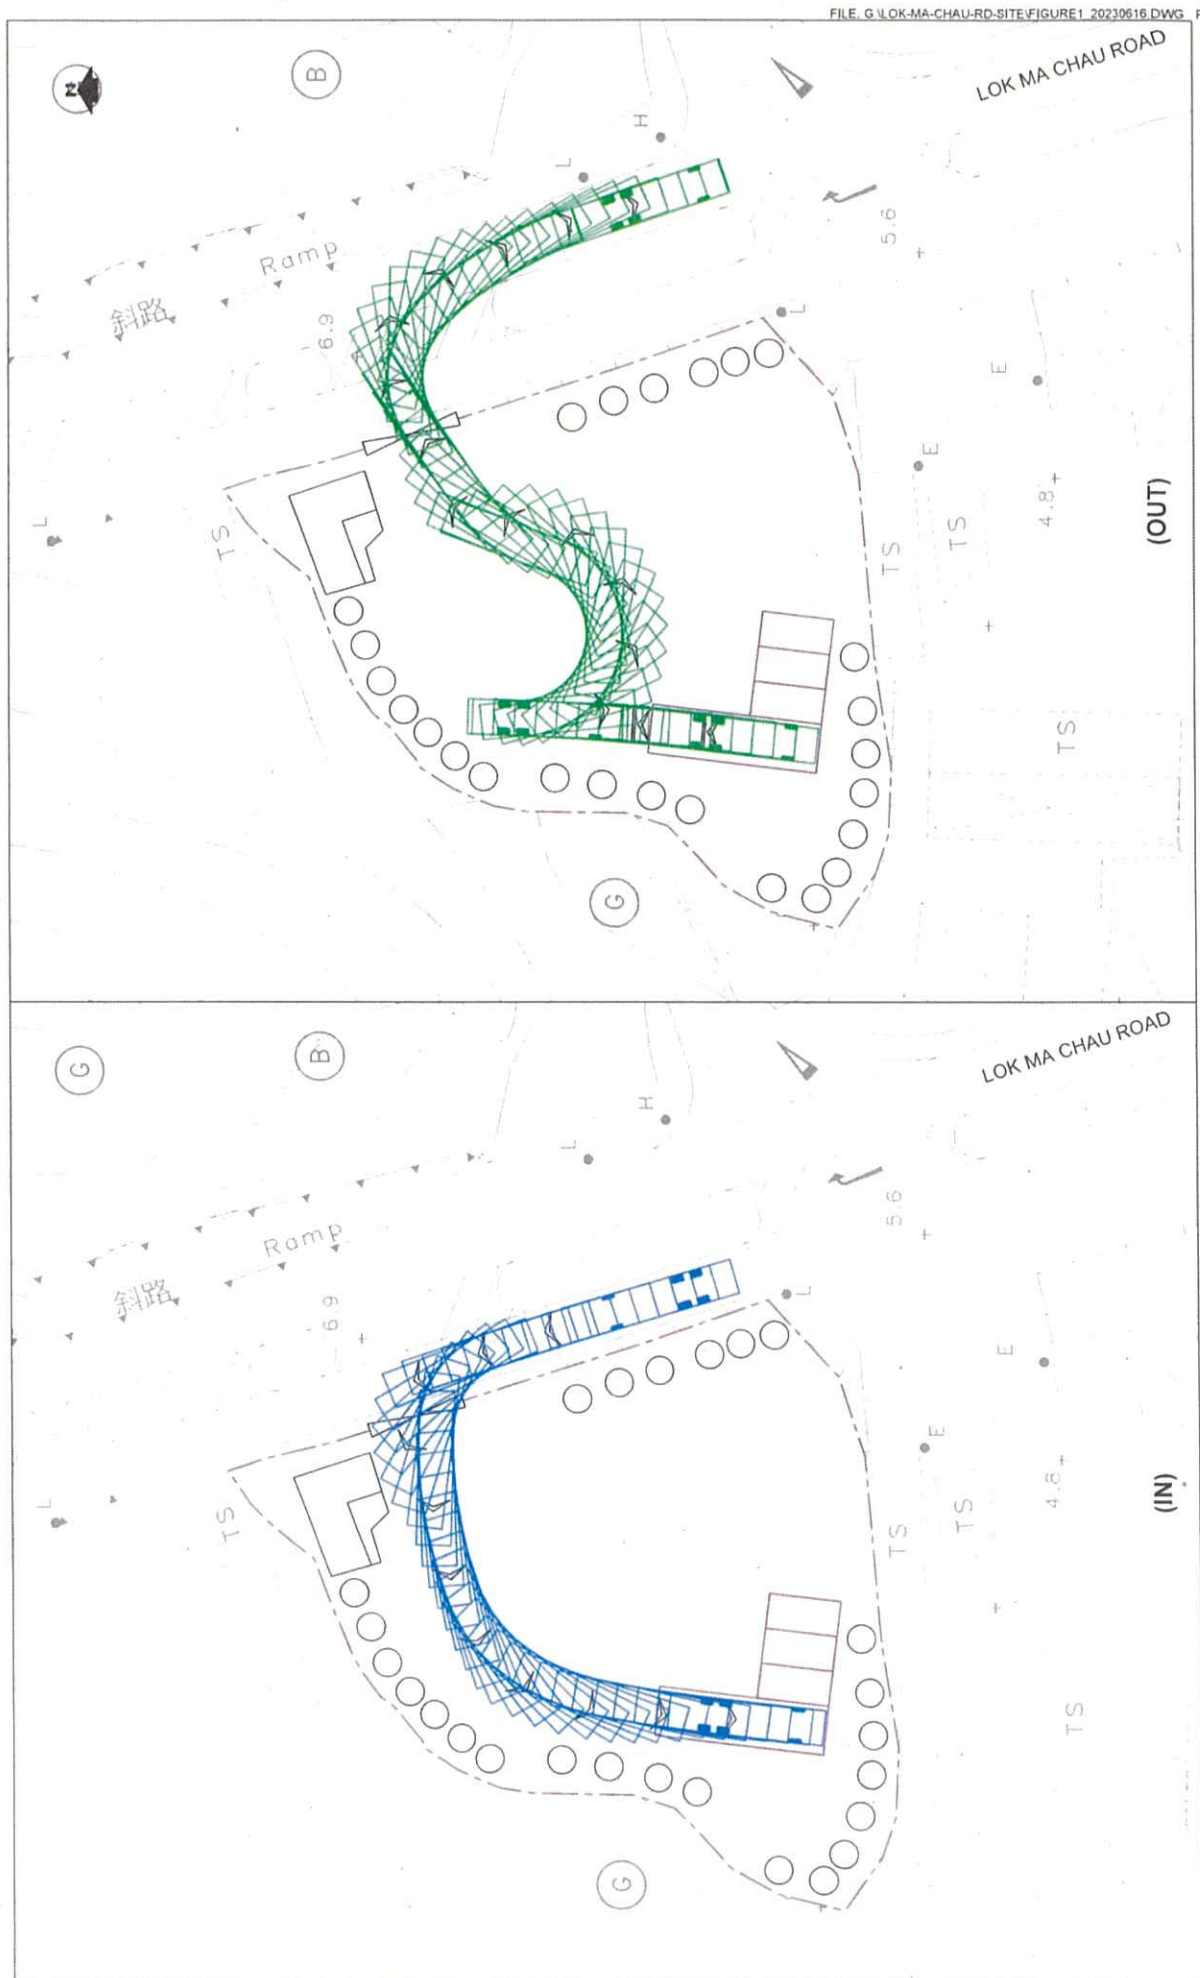 FILE. G:\LOK-MA-CHAU-RD-SITE\FIGURE1_20230616.DWG
N
B
LOK MA CHAU ROAD
H
L
Ramp
斜路
5.6
6.9
L
E
L
TS
E
4.8
TS
TS
(OUT)
TS
G
G
B
LOK MA CHAU ROAD
H
L
Ramp
斜路
5.6
6.9
L
E
L
TS
E
4.8
TS
TS
(IN)
TS
G